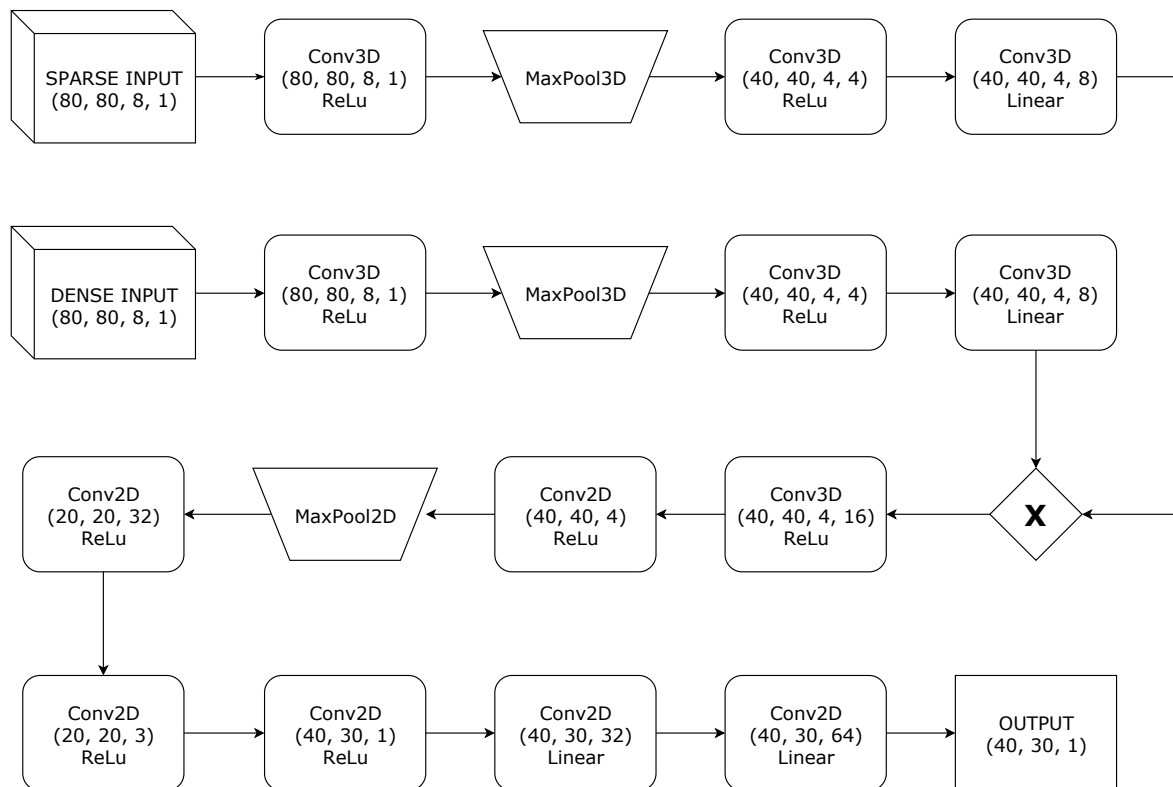 SPARSE INPUT
(80, 80, 8, 1)
Conv3D
(80, 80, 8, 1)
ReLu
MaxPool3D
Conv3D
(40, 40, 4, 4)
ReLu
Conv3D
(40, 40, 4, 8)
Linear
DENSE INPUT
(80, 80, 8, 1)
Conv3D
(80, 80, 8, 1)
ReLu
MaxPool3D
Conv3D
(40, 40, 4, 4)
ReLu
Conv3D
(40, 40, 4, 8)
Linear
Conv2D
(20, 20, 32)
ReLu
MaxPool2D
Conv2D
(40, 40, 4)
ReLu
Conv3D
(40, 40, 4, 16)
ReLu
X
Conv2D
(20, 20, 3)
ReLu
Conv2D
(40, 30, 1)
ReLu
Conv2D
(40, 30, 32)
Linear
Conv2D
(40, 30, 64)
Linear
OUTPUT
(40, 30, 1)